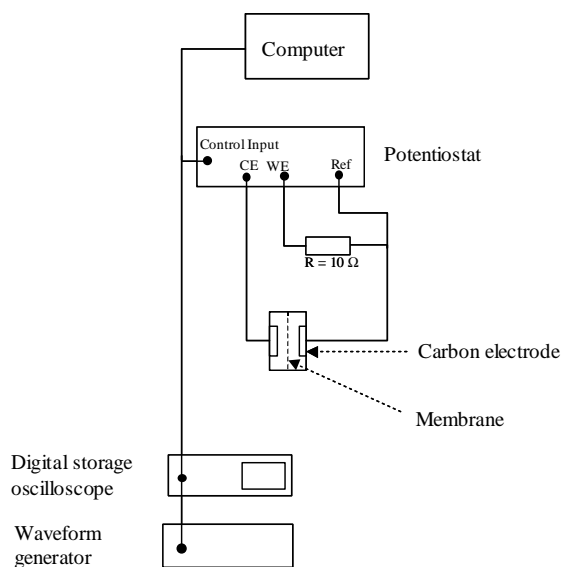 Computer
Control Input
CE WE Ref
Potentiostat
R = 10 Ω
Carbon electrode
Membrane
Digital storage
oscilloscope
Waveform
generator